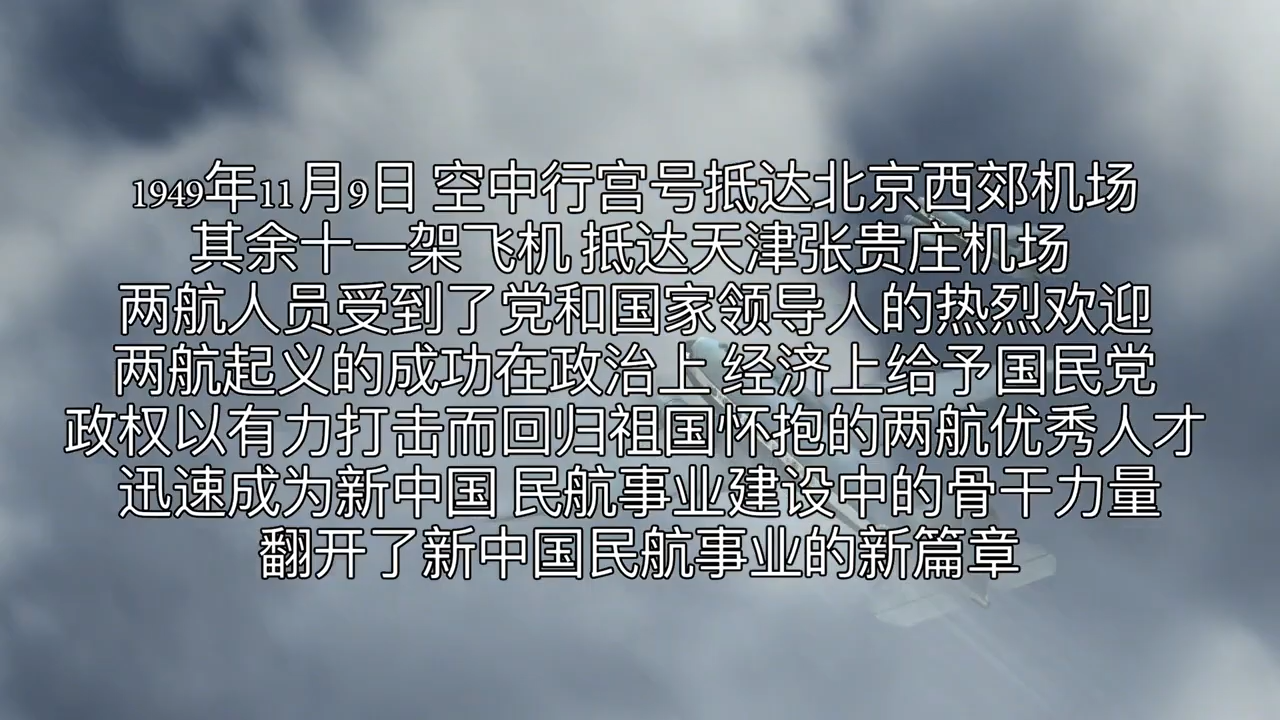 1949年11月9日 空中行宫号抵达北京西郊机场
其余十一架飞机 抵达天津张贵庄机场
两航人员受到了党和国家领导人的热烈欢迎
两航起义的成功在政治上 经济上给予国民党
政权以有力打击而回归祖国怀抱的两航优秀人才
迅速成为新中国 民航事业建设中的骨干力量
翻开了新中国民航事业的新篇章